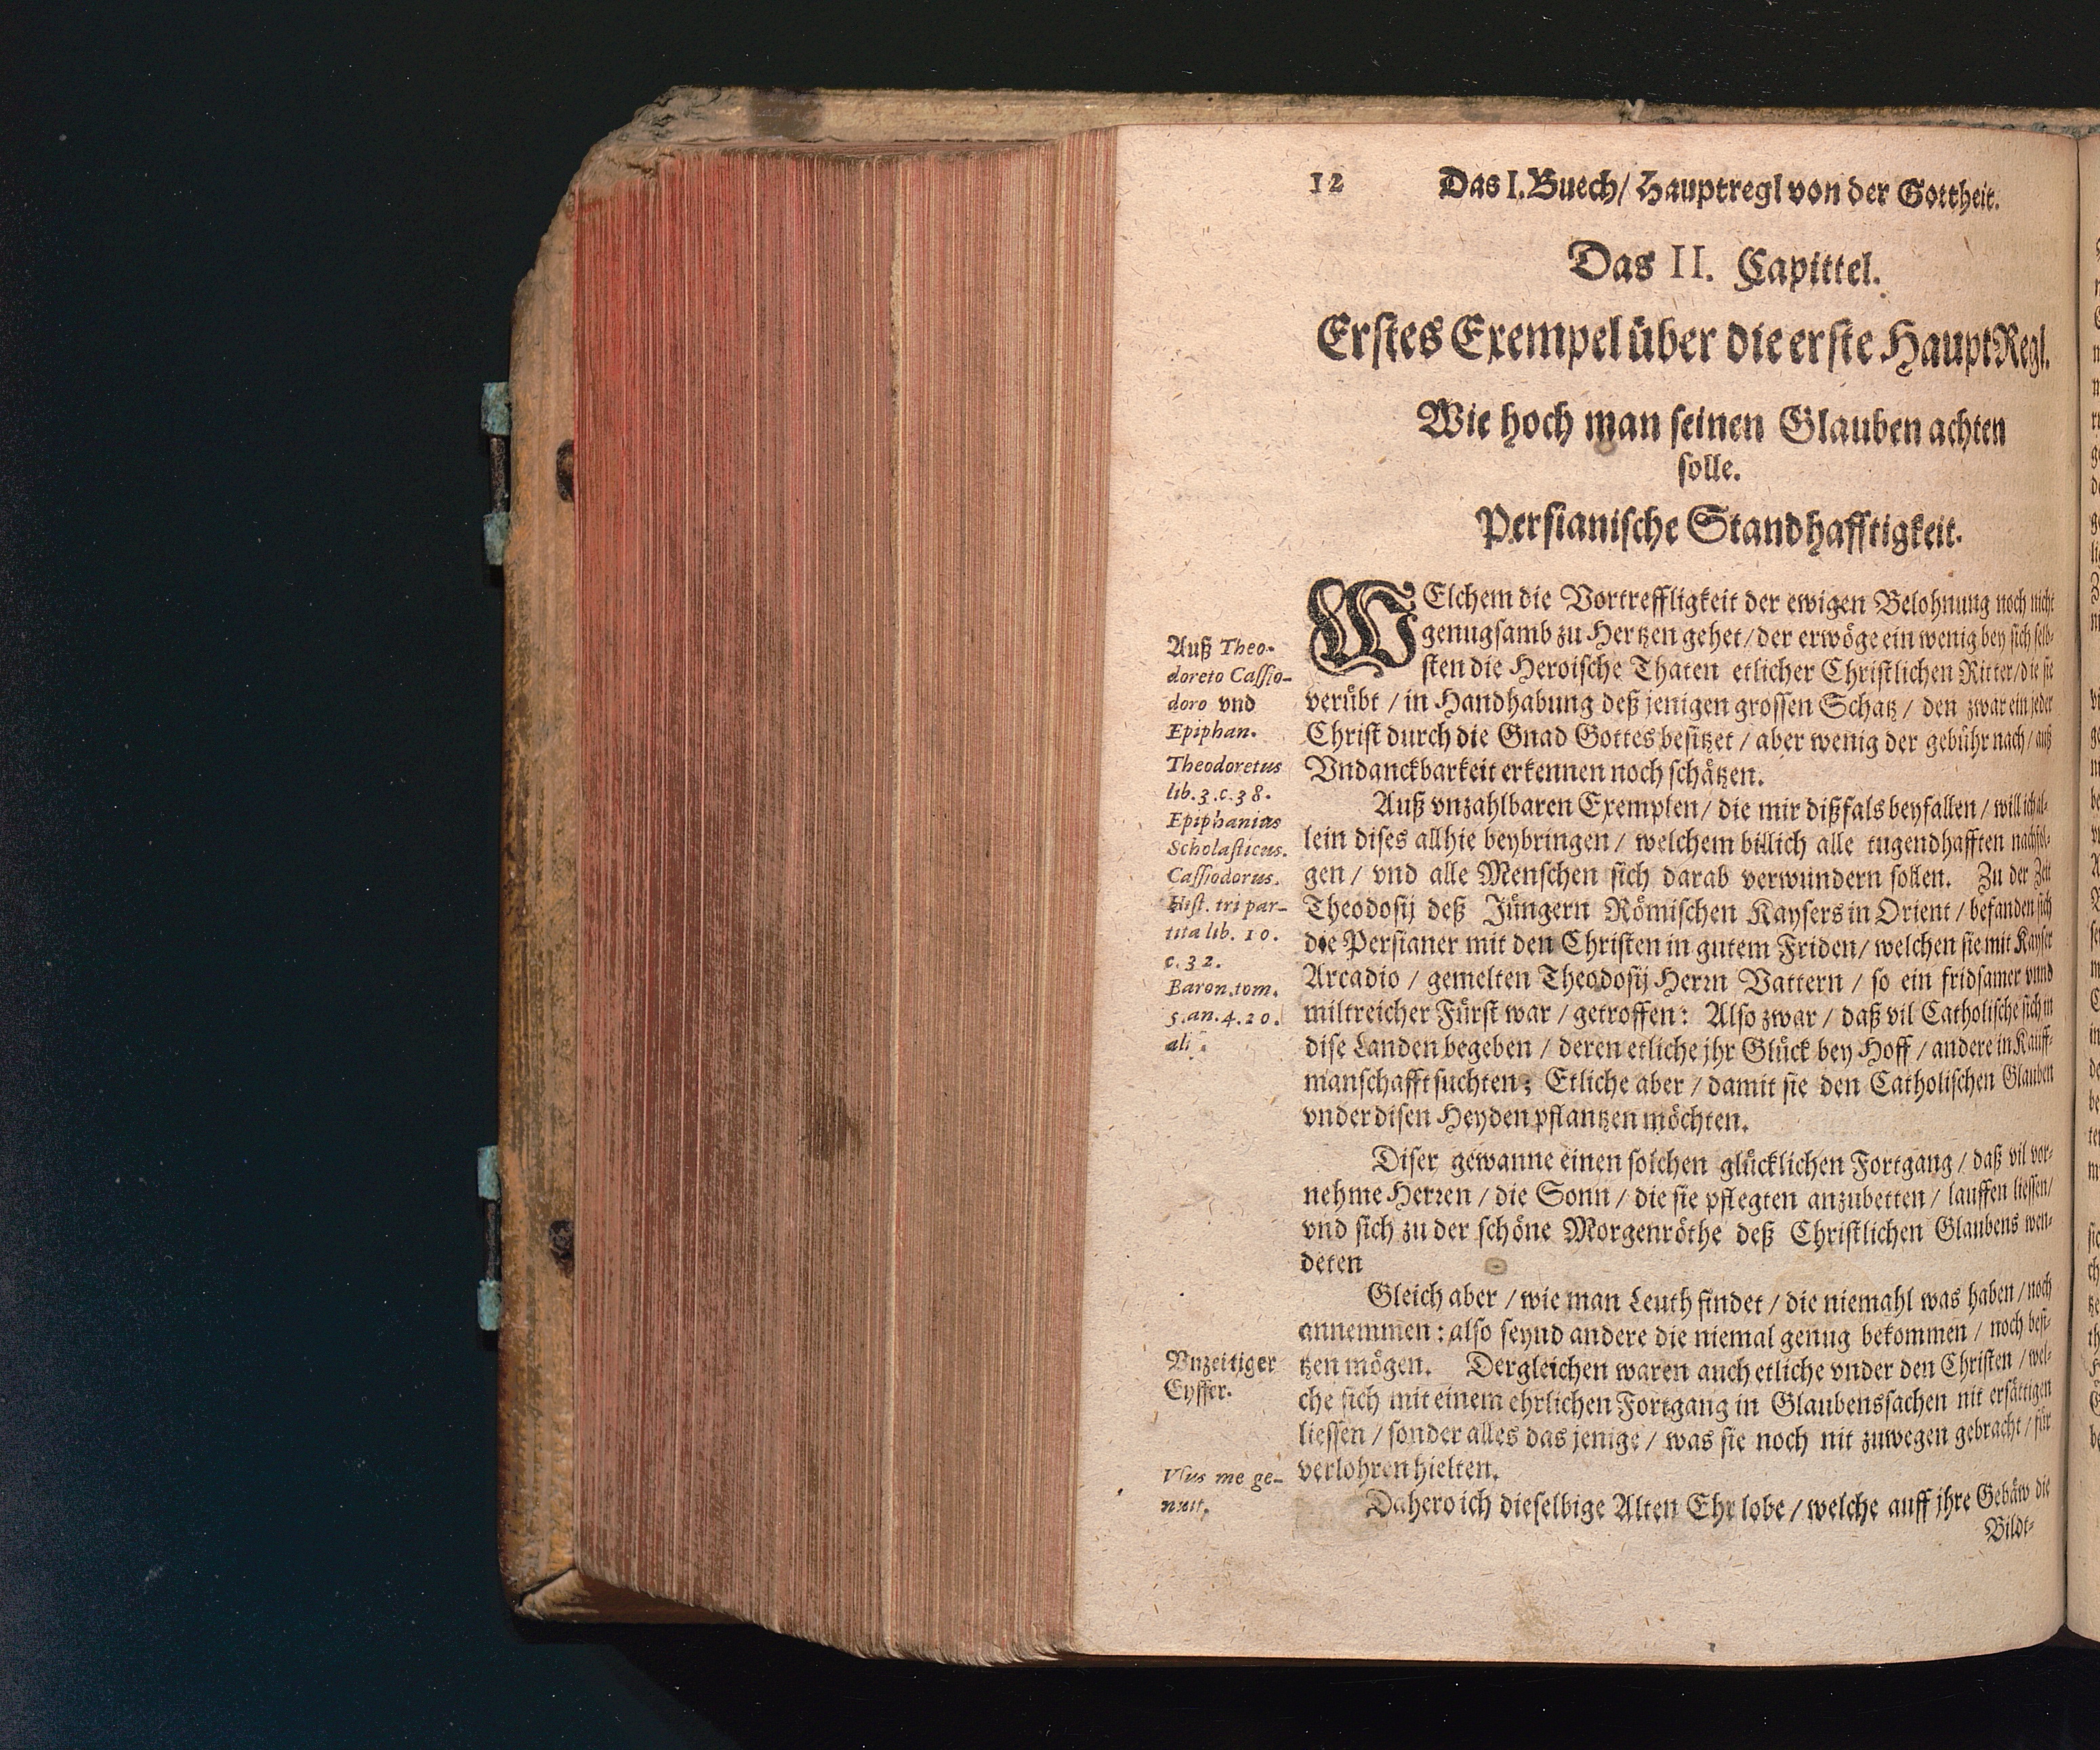 12 Das I. Buech/ Hauptregl von der Gottheit.
Das II. Capittel.
Erstes Exempel über die erste HauptRegl.
Wie hoch man seinen Glauben achten
solle.
Persianische Standhafftigkeit.
WElchem die Vortreffligkeit der ewigen Belohnung noch nicht
genugsamb zu Hertzen gehet/ der erwöge ein wenig bey sich selb-
sten die Heroische Thaten etlicher Christlichen Ritter/ die sie
verübt / in Handhabung deß jenigen grossen Schatz / den zwar ein jeder
Christ durch die Gnad Gottes besitzet / aber wenig der gebühr nach / auß
Vndanckbarkeit erkennen noch schätzen.
Auß vnzahlbaren Exemplen / die mir dißfals beyfallen / will ich al-
lein dises allhie beybringen / welchem billich alle tugendhafften nachfol-
gen / vnd alle Menschen sich darab verwundern sollen. Zu der Zeit
Theodosij deß Jüngern Römischen Kaysers in Orient / befanden sich
die Persianer mit den Christen in gutem Friden/ welchen sie mit Kayser
Arcadio / gemelten Theodosij Herrn Vattern / so ein fridsamer vnnd
miltreicher Fürst war / getroffen: Also zwar / daß vil Catholische sich in
dise Landen begeben / deren etliche jhr Glück bey Hoff / andere in Kauff-
manschafft suchten; Etliche aber / damit sie den Catholischen Glauben
vnder disen Heyden pflantzen möchten.
Diser gewanne einen solchen glücklichen Fortgang / daß vil vor-
nehme Herren / die Sonn / die sie pflegten anzubetten / lauffen liessen/
vnd sich zu der schöne Morgenröthe deß Christlichen Glaubens wen-
deten
Gleich aber / wie man Leuth findet / die niemahl was haben / noch
annemmen: also seynd andere die niemal genug bekommen / noch besi-
tzen mögen. Dergleichen waren auch etliche vnder den Christen / wel-
che sich mit einem ehrlichen Fortgang in Glaubenssachen nit ersättigen
liessen / sonder alles das jenige / was sie noch nit zuwegen gebracht / für
verlohren hielten.
Dahero ich dieselbige Alten Ehr lobe / welche auff jhre Gebäw die
Bildt-
Auß Theo-
doreto Cassio-
doro vnd
Epiphan.
Theodoretus
lib. 3. c. 38.
Epiphanius
Scholasticus.
Cassiodorus.
Hist. tri par-
tita lib. 10.
c. 32.
Baron. tom.
5. an. 4. 20.
Vnzeitiger
Eyffer.
Vsus me ge-
nuit.